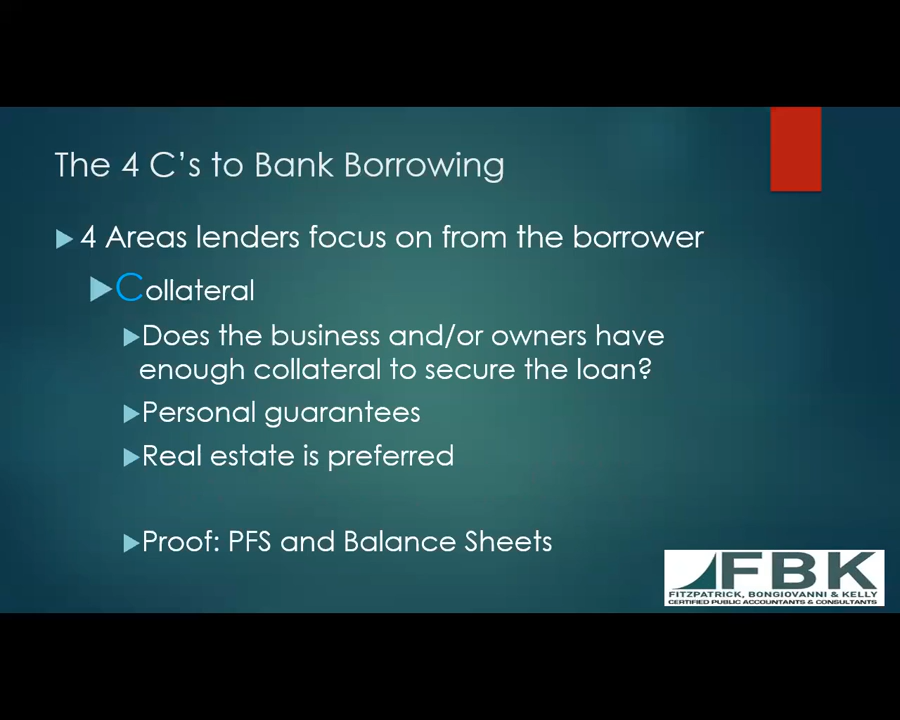 The 4 C's to Bank Borrowing
4 Areas lenders focus on from the borrower
Collateral
Does the business and/or owners have
enough collateral to secure the loan?
Personal guarantees
Real estate is preferred
Proof: PFS and Balance Sheets
FBK
FITZPATRICK, BONGIOVANNI & KELLY
CERTIFIED PUBLIC ACCOUNTANTS & CONSULTANTS